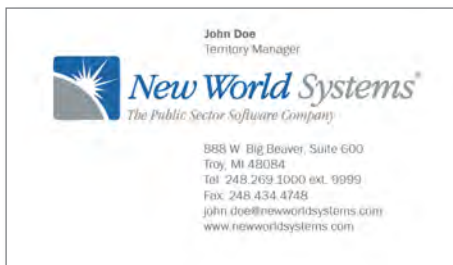 John Doe
Territory Manager
New World Systems®
The Public Sector Software Company
888 W Big Beaver, Suite 600
Troy, MI 48084
Tel 248.269.1000 ext. 9999
Fax 248.434.4748
john.doe@newworldsystems.com
www.newworldsystems.com